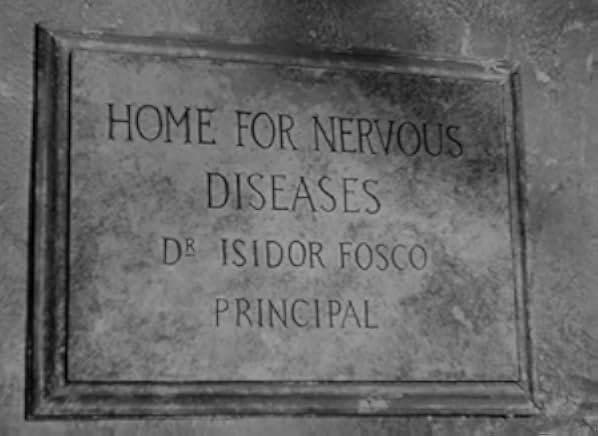 HOME FOR NERVOUS
DISEASES
DR ISIDOR FOSCO
PRINCIPAL